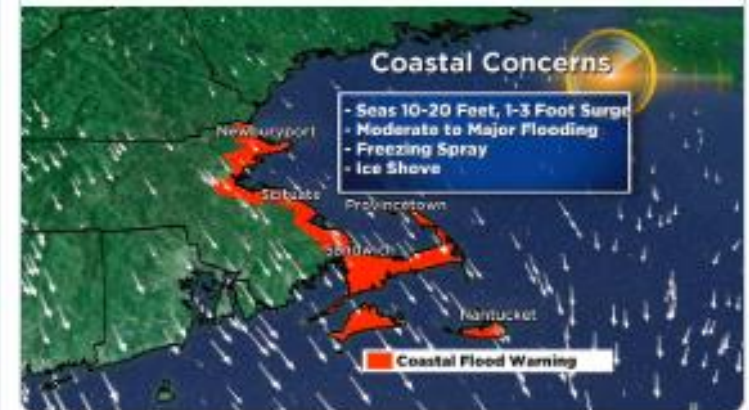 Coastal Concerns
- Seas 10-20 Feet, 1-3 Foot Surge
- Moderate to Major Flooding
- Freezing Spray
- Ice Shove
Newburyport
Scituate
Provincetown
Sandwich
Nantucket
Coastal Flood Warning